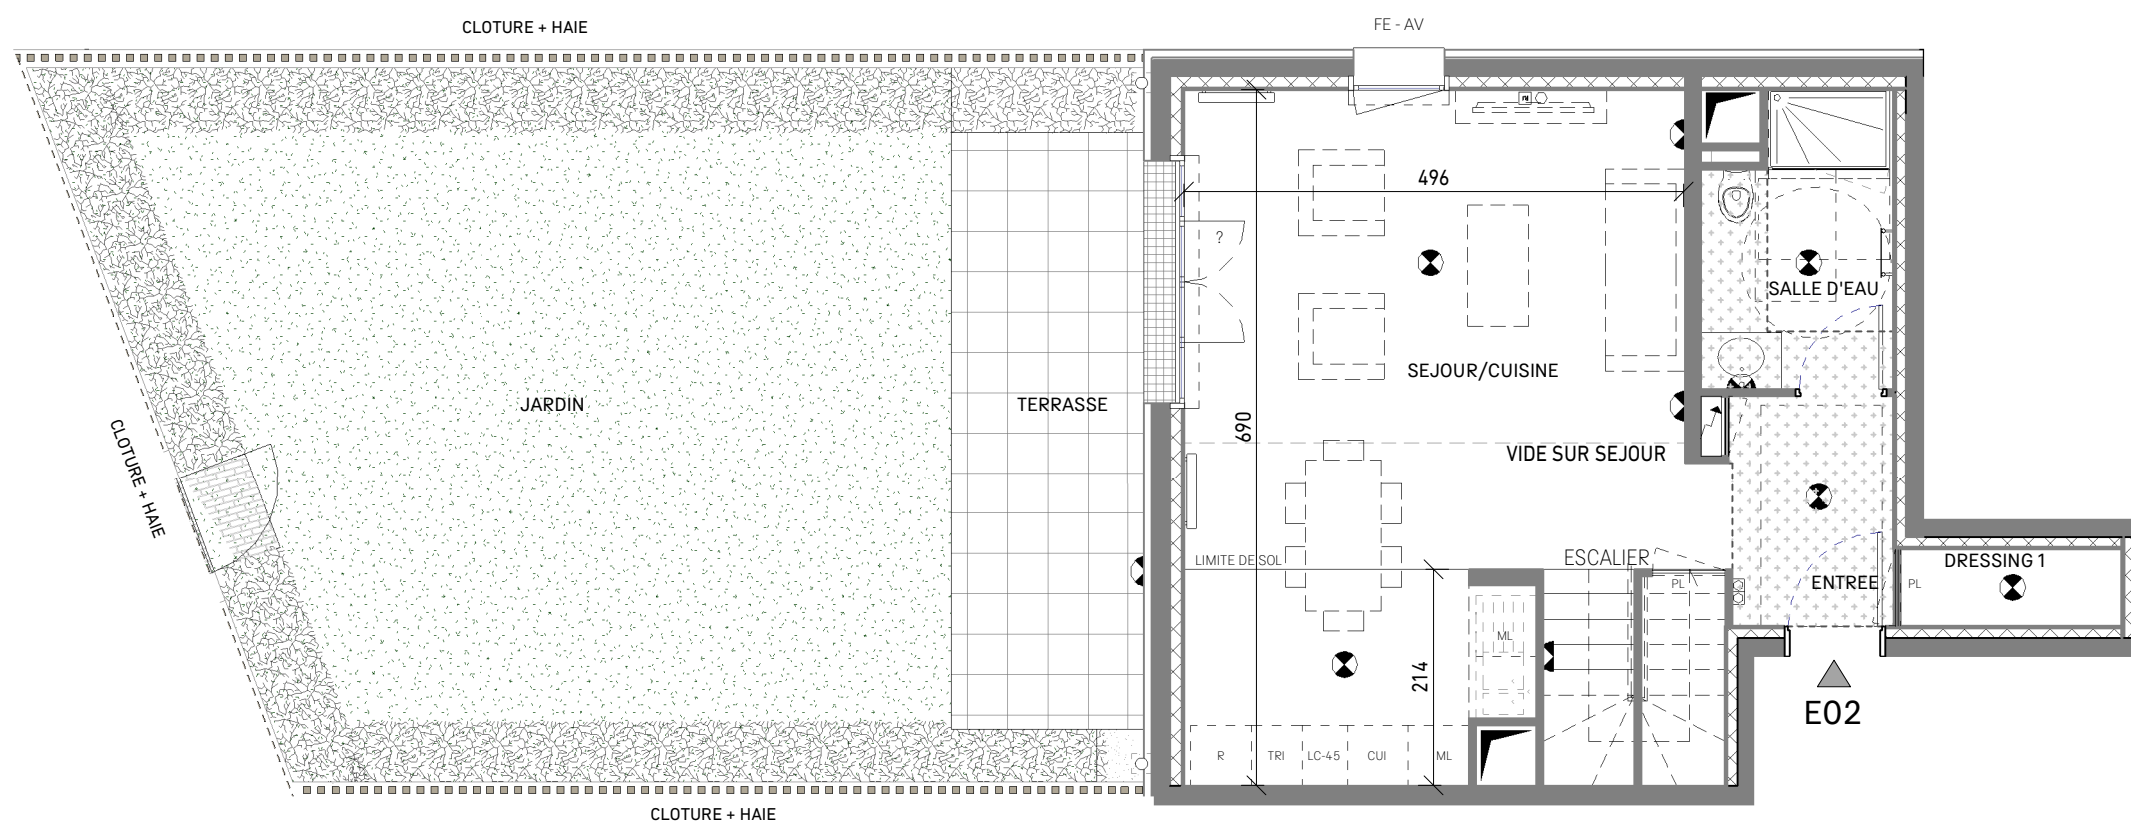 CLOTURE + HAIE
FE - AV
496
?
SALLE D'EAU
SEJOUR/CUISINE
JARDIN
TERRASSE
690
CLOTURE + HAIE
VIDE SUR SEJOUR
LIMITE DE SOL
ESCALIER
DRESSING 1
ENTREE
PL
PL
ML
214
E02
R
TRI
LC-45
CUI
ML
CLOTURE + HAIE